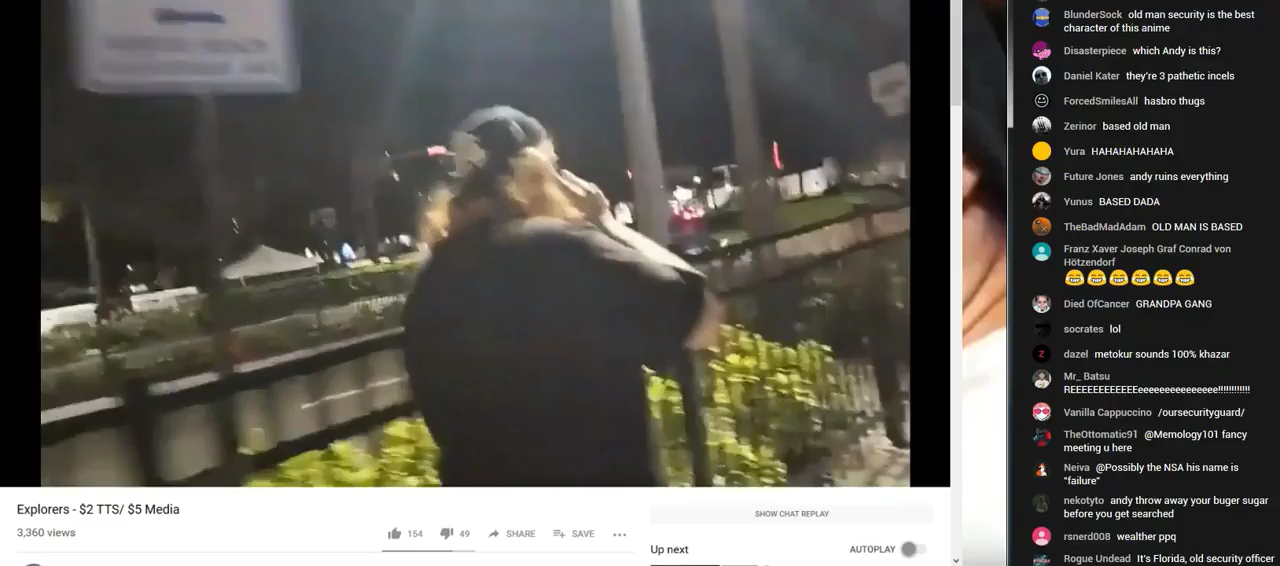 Explorers - $2 TTS/ $5 Media
3,360 views
154
49
SHARE
SAVE
SHOW CHAT REPLAY
Up next
AUTOPLAY
BlunderSock old man security is the best
character of this anime
Disasterpiece which Andy is this?
Daniel Kater they're 3 pathetic incels
ForcedSmilesAll hasbro thugs
Zerinor based old man
Yura HAHAHAHAHAHA
Future Jones andy ruins everything
Yunus BASED DADA
TheBadMadAdam OLD MAN IS BASED
Franz Xaver Joseph Graf Conrad von
Hötzendorf
😂😂😂😂😂😂
Died OfCancer GRANDPA GANG
socrates lol
dazel metokur sounds 100% khazar
Mr_ Batsu
REEEEEEEEEEEeeeeeeeeeeeeeee!!!!!!!!!!!!
Vanilla Cappuccino /oursecurityguard/
TheOttomatic91 @Memology101 fancy
meeting u here
Neiva @Possibly the NSA his name is
"failure"
nekotyto andy throw away your buger sugar
before you get searched
rsnerd008 wealther ppq
Rogue Undead It's Florida, old security officer